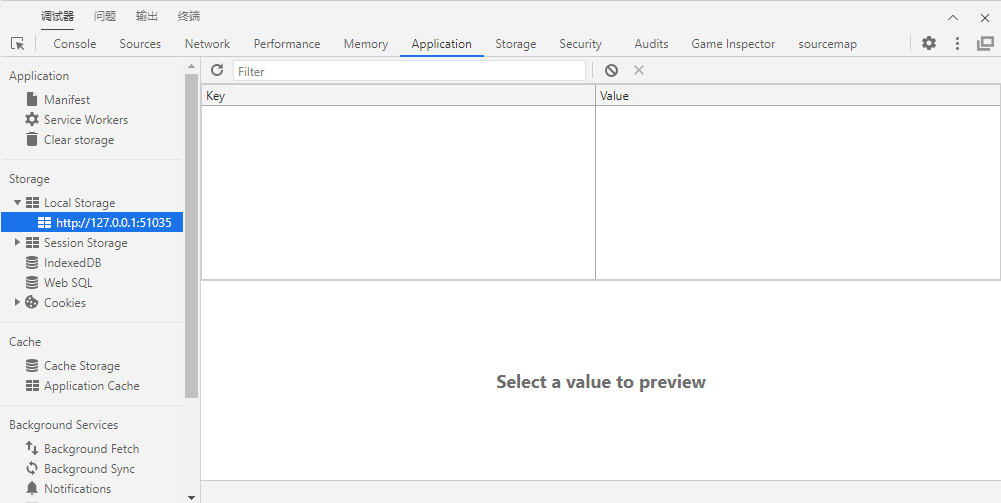 调试器 问题 输出 终端
Console Sources Network Performance Memory Application Storage Security Audits Game Inspector sourcemap
Application
Manifest
Service Workers
Clear storage
Storage
Local Storage
http://127.0.0.1:51035
Session Storage
IndexedDB
Web SQL
Cookies
Cache
Cache Storage
Application Cache
Background Services
Background Fetch
Background Sync
Notifications
Filter
Key Value
Select a value to preview